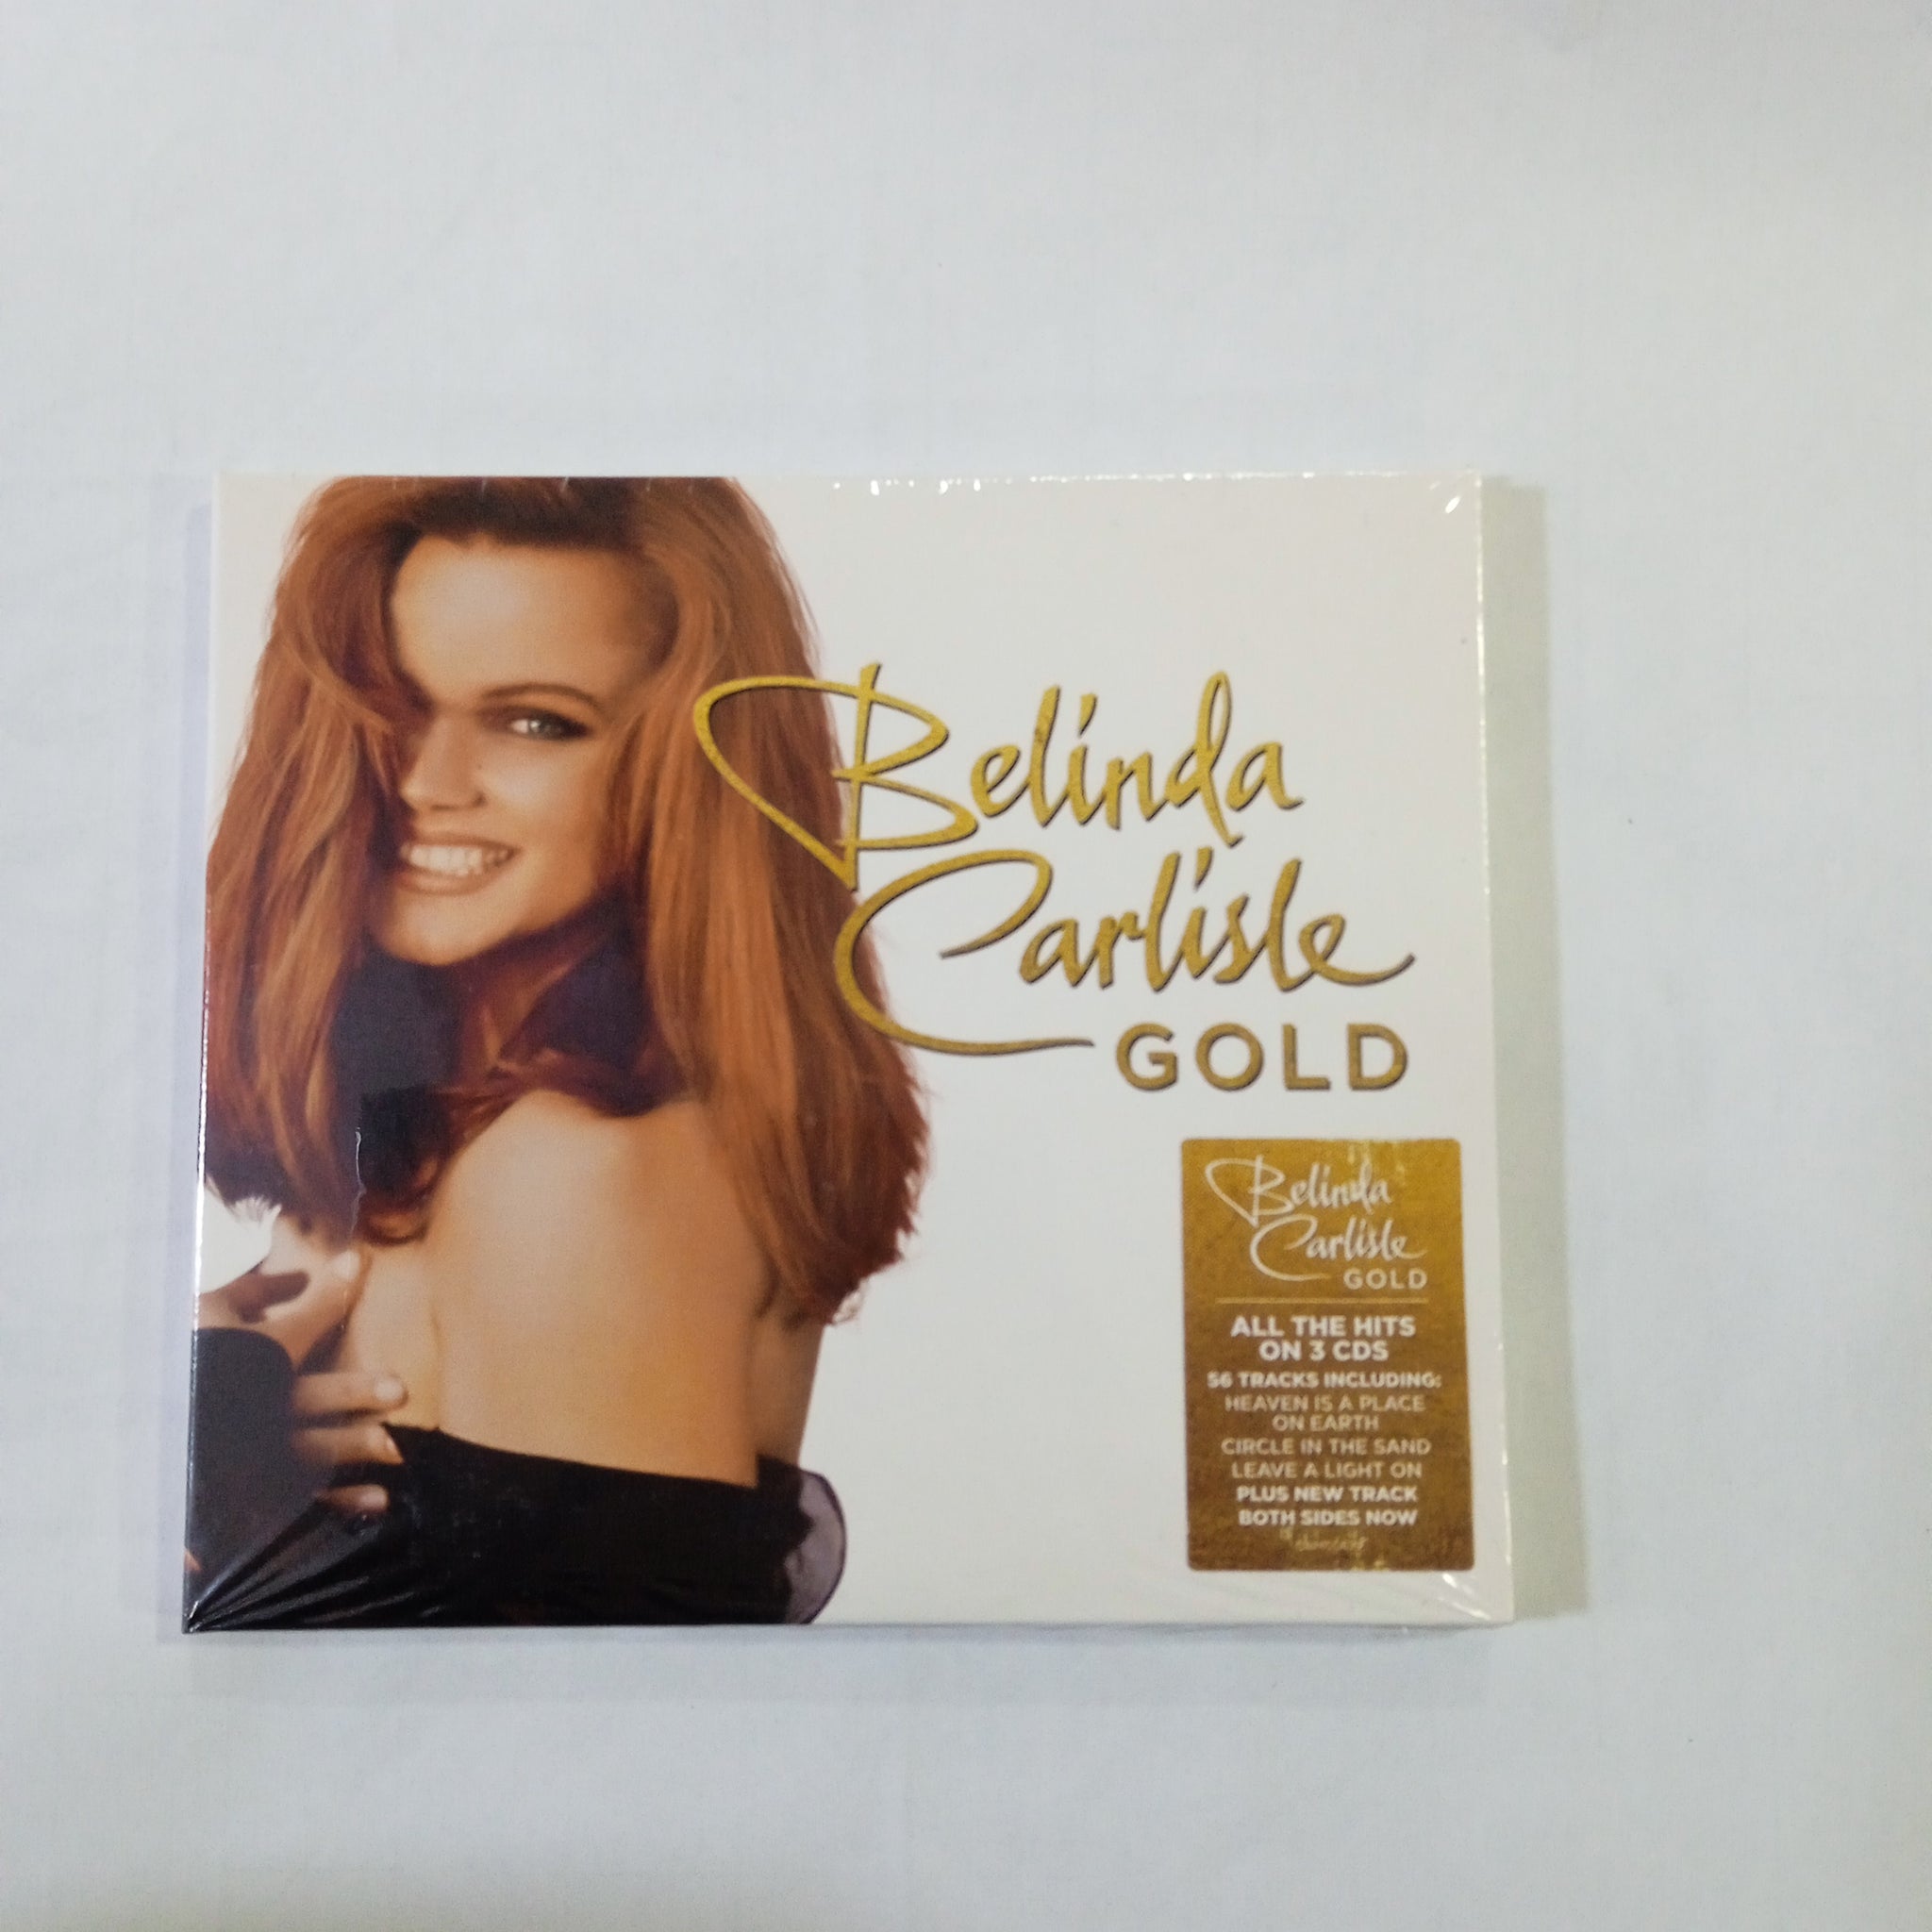 Belinda
Carlisle
GOLD
Belinda
Carlisle
GOLD
ALL THE HITS
ON 3 CDS
56 TRACKS INCLUDING:
HEAVEN IS A PLACE
ON EARTH
CIRCLE IN THE SAND
LEAVE A LIGHT ON
PLUS NEW TRACK
BOTH SIDES NOW